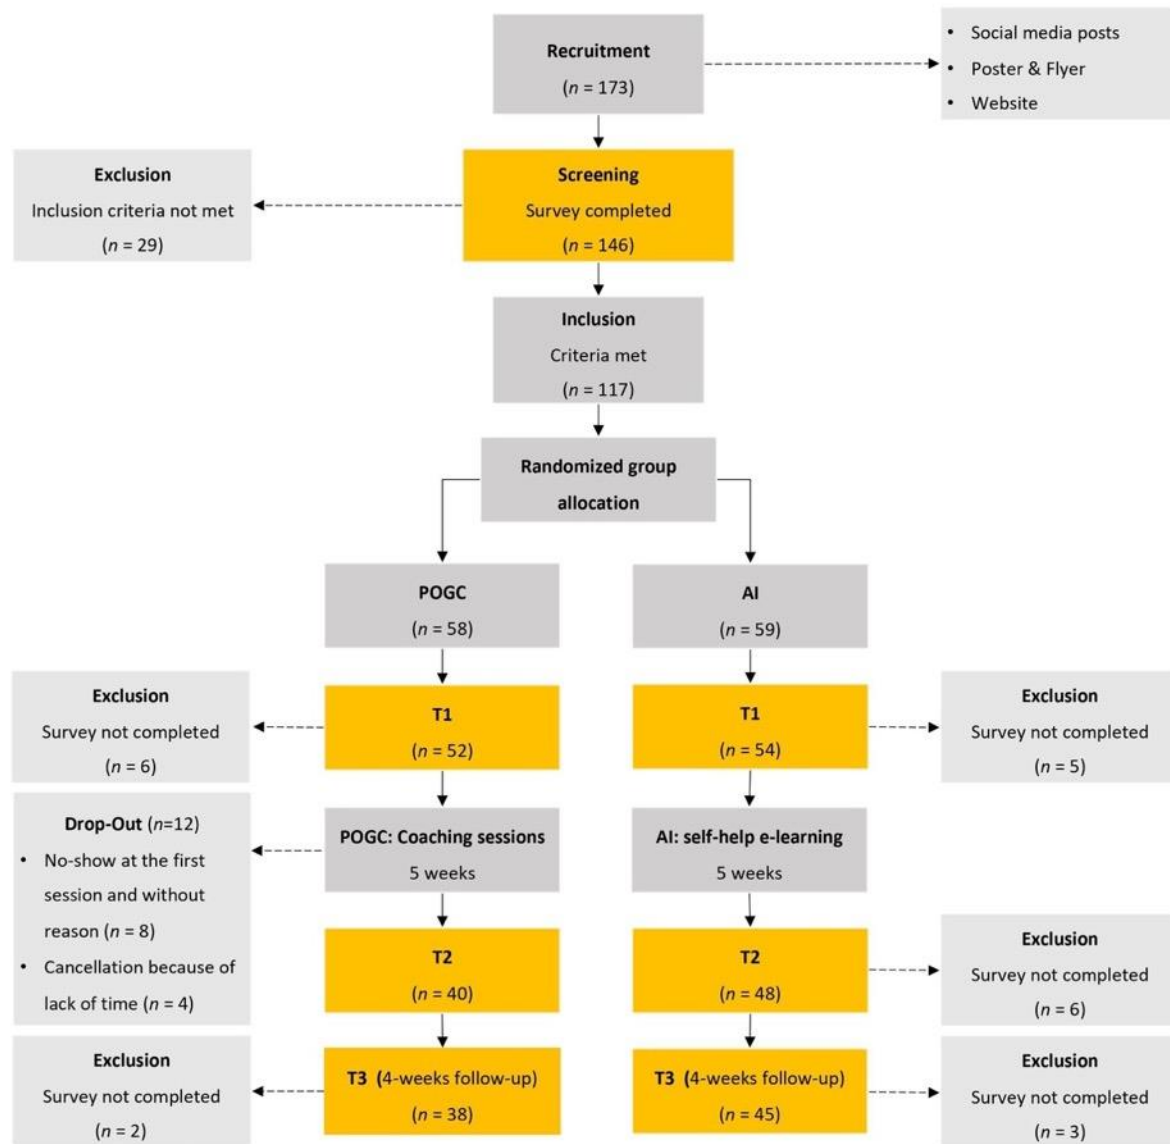 Recruitment
(n = 173)
• Social media posts
• Poster & Flyer
• Website
Exclusion
Inclusion criteria not met
(n = 29)
Screening
Survey completed
(n = 146)
Inclusion
Criteria met
(n = 117)
Randomized group
allocation
POGC
(n = 58)
AI
(n = 59)
Exclusion
Survey not completed
(n = 6)
T1
(n = 52)
T1
(n = 54)
Exclusion
Survey not completed
(n = 5)
Drop-Out (n=12)
• No-show at the first
session and without
reason (n = 8)
• Cancellation because of
lack of time (n = 4)
POGC: Coaching sessions
5 weeks
AI: self-help e-learning
5 weeks
T2
(n = 40)
T2
(n = 48)
Exclusion
Survey not completed
(n = 6)
Exclusion
Survey not completed
(n = 2)
T3 (4-weeks follow-up)
(n = 38)
T3 (4-weeks follow-up)
(n = 45)
Exclusion
Survey not completed
(n = 3)